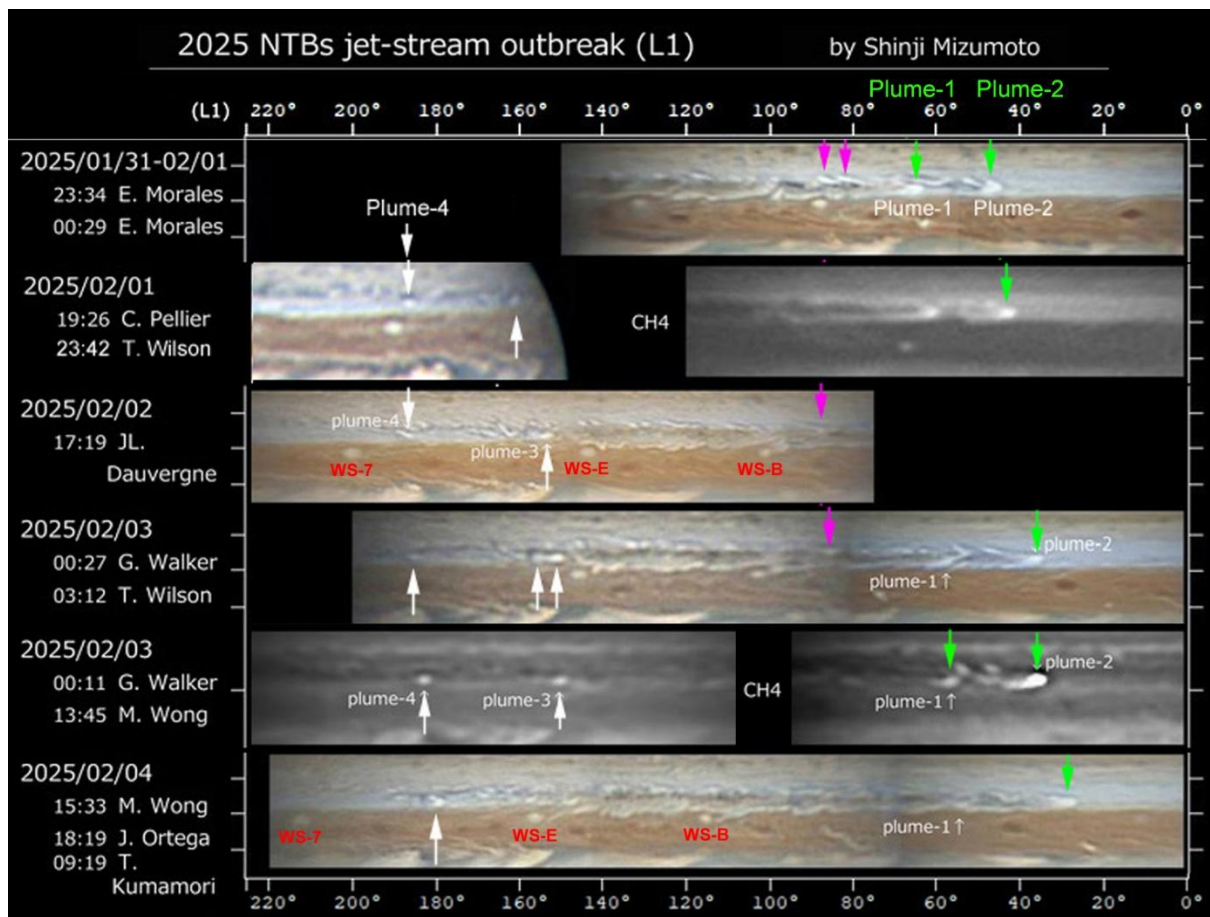 2025 NTBs jet-stream outbreak (L1) by Shinji Mizumoto
Plume-1 Plume-2
(L1) 220° 200° 180° 160° 140° 120° 100° 80° 60° 40° 20° 0°
2025/01/31-02/01
23:34 E. Morales
00:29 E. Morales
Plume-4
Plume-1 Plume-2
2025/02/01
19:26 C. Pellier
23:42 T. Wilson
CH4
2025/02/02
17:19 JL.
Dauvergne
plume-4
plume-3↑
WS-7 WS-E WS-B
2025/02/03
00:27 G. Walker
03:12 T. Wilson
plume-2
plume-1↑
2025/02/03
00:11 G. Walker
13:45 M. Wong
plume-4↑ plume-3↑
CH4
plume-2
plume-1↑
2025/02/04
15:33 M. Wong
18:19 J. Ortega
09:19 T.
Kumamori
WS-7 WS-E WS-B
plume-1↑
220° 200° 180° 160° 140° 120° 100° 80° 60° 40° 20° 0°